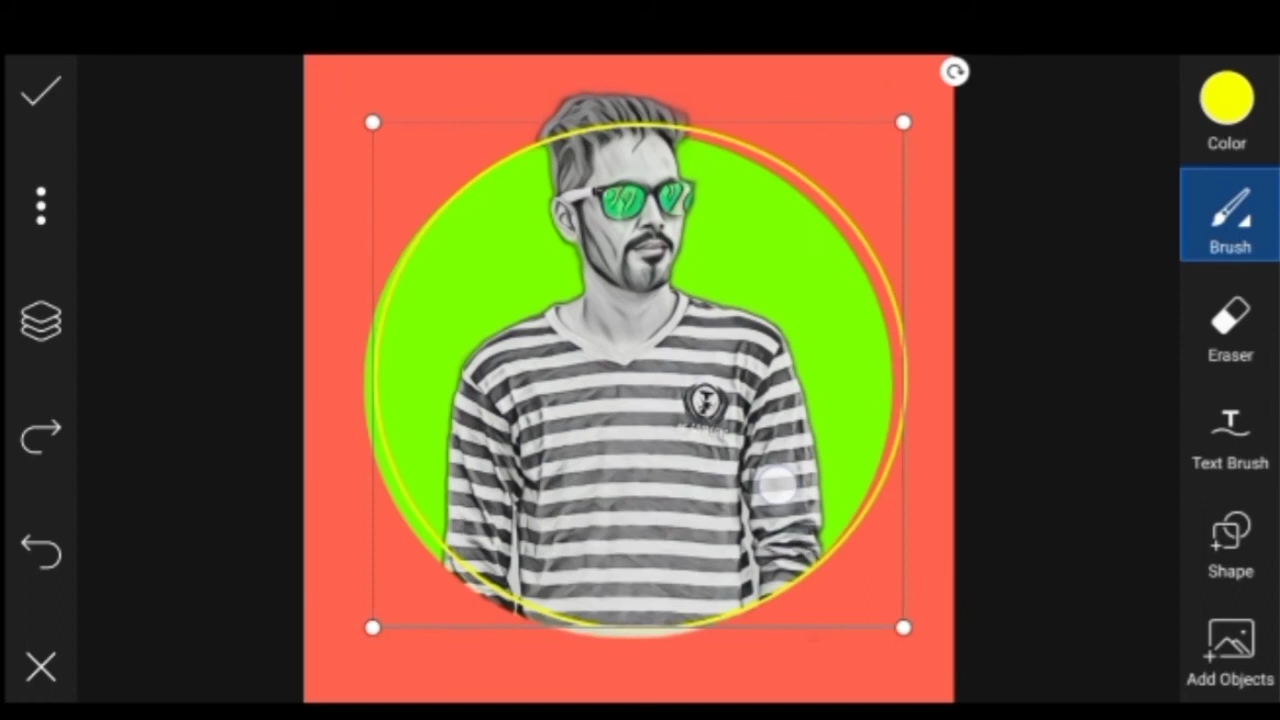 Color
Brush
Eraser
T
Text Brush
Shape
Add Objects